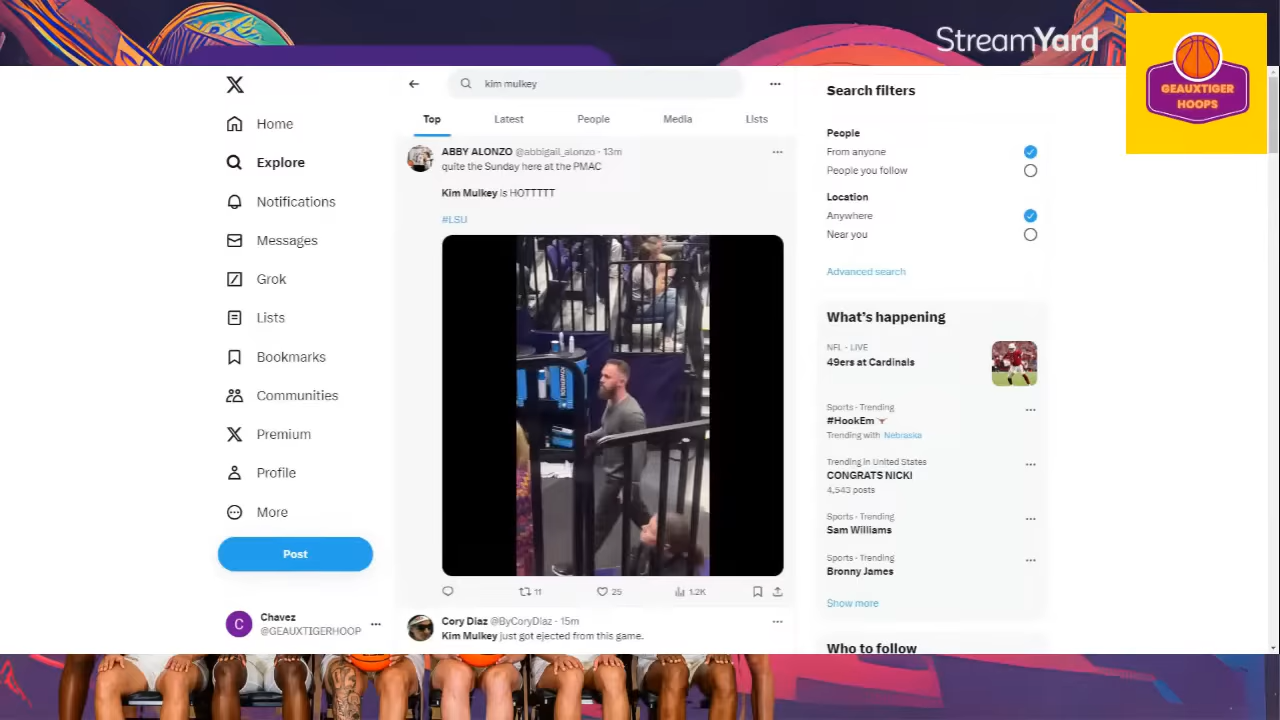 StreamYard
GEAUXTIGER
HOOPS
kim mulkey
Top
Latest
People
Media
Lists
Home
Explore
Notifications
Messages
Grok
Lists
Bookmarks
Communities
Premium
Profile
More
Post
Chavez
@GEAUXTIGERHOOP
ABBY ALONZO @abbigail_alonzo · 13m
quite the Sunday here at the PMAC
Kim Mulkey is HOTTTTT
#LSU
11
25
1.2K
Cory Diaz @ByCoryDiaz · 15m
Kim Mulkey just got ejected from this game.
Search filters
People
From anyone
People you follow
Location
Anywhere
Near you
Advanced search
What's happening
NFL · LIVE
49ers at Cardinals
Sports · Trending
#HookEm
Trending with Nebraska
Trending in United States
CONGRATS NICKI
4,543 posts
Sports · Trending
Sam Williams
Sports · Trending
Bronny James
Show more
Who to follow